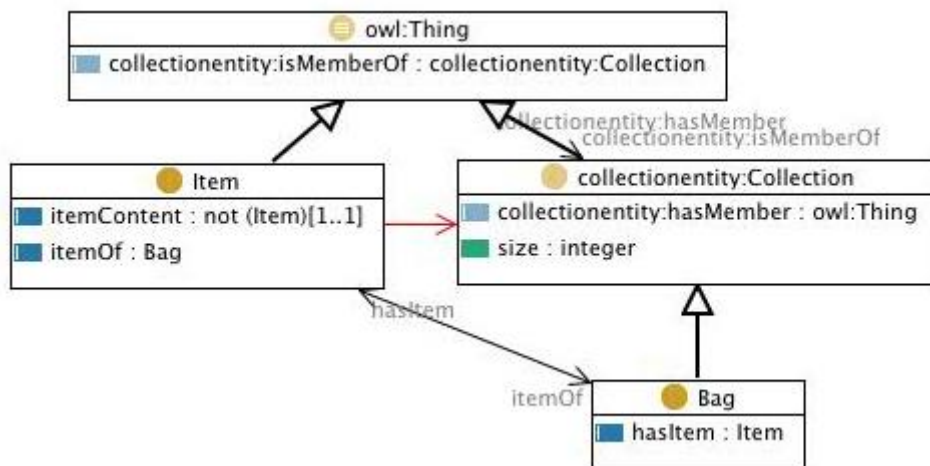 owl:Thing
collectionentity:isMemberOf : collectionentity:Collection
collectionentity:hasMember
collectionentity:isMemberOf
Item
itemContent : not (Item)[1..1]
itemOf : Bag
collectionentity:Collection
collectionentity:hasMember : owl:Thing
size : integer
hasItem
itemOf
Bag
hasItem : Item